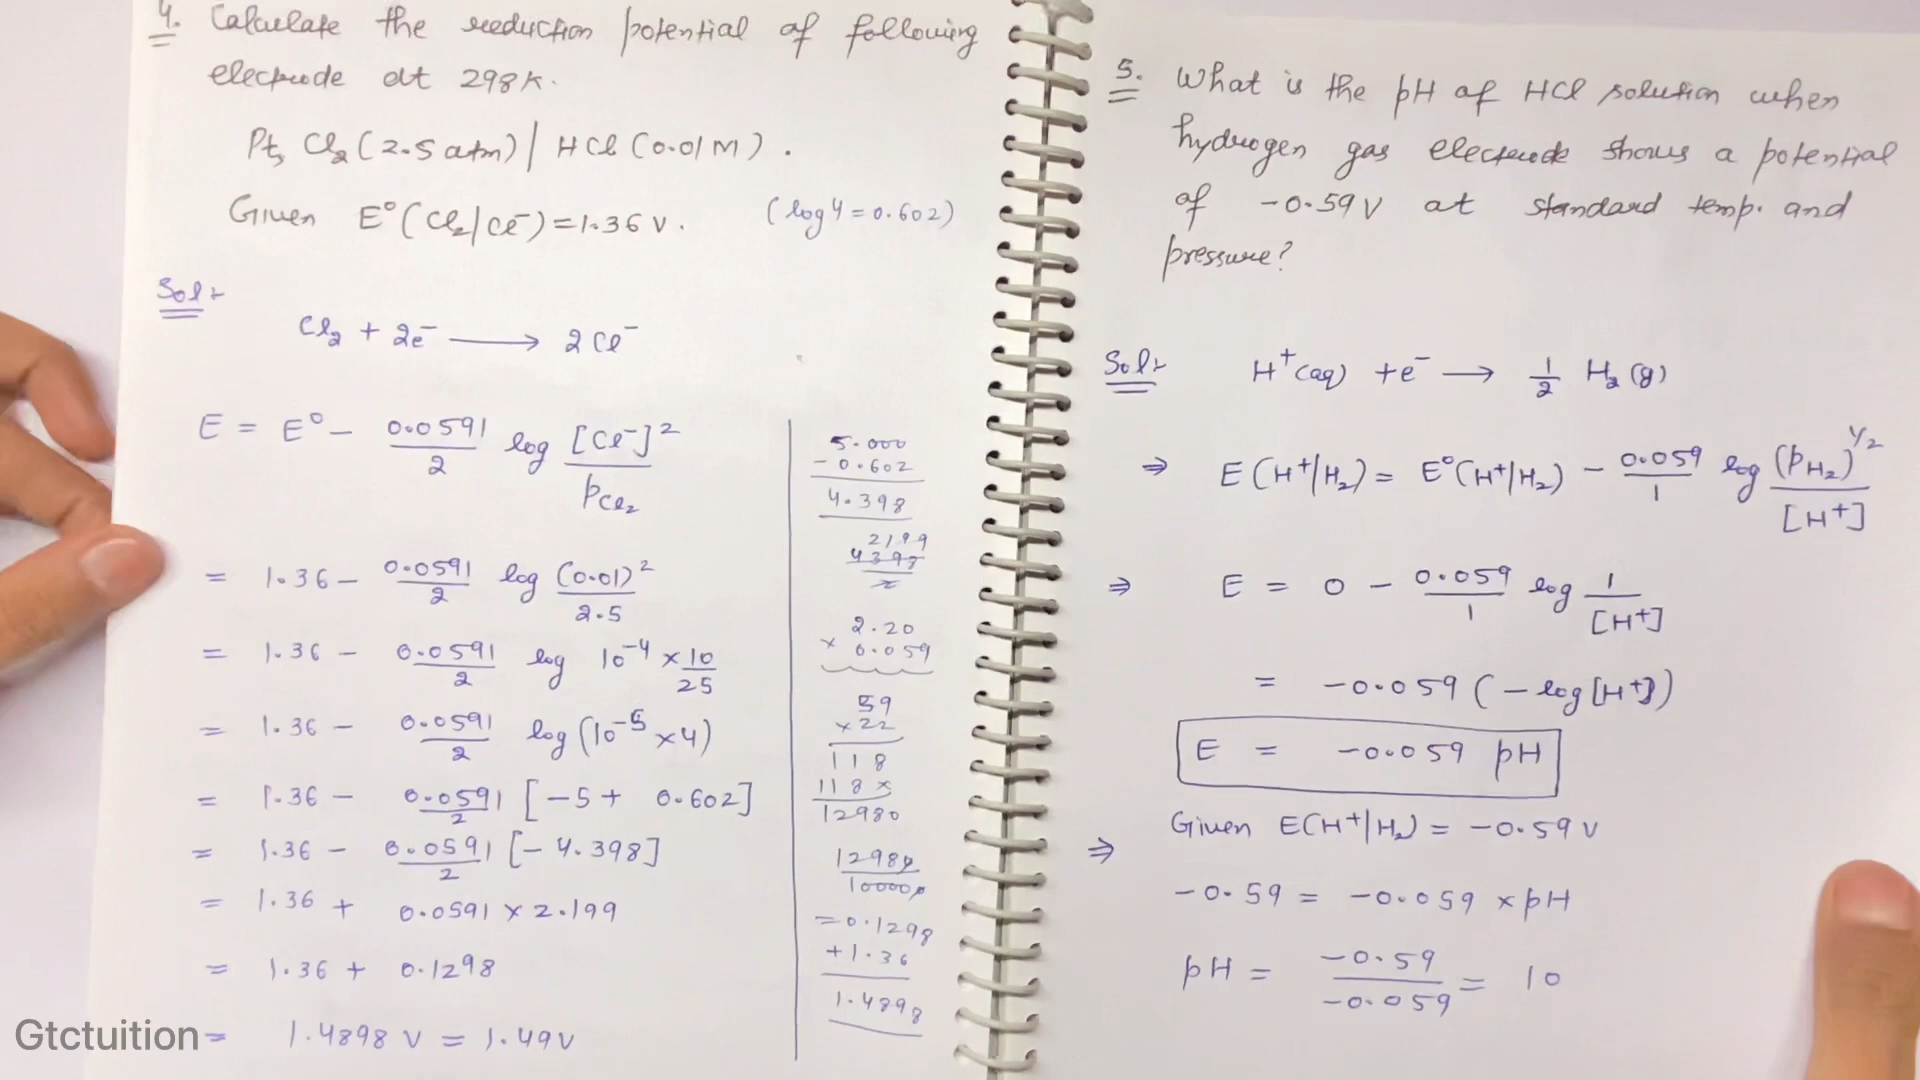 4. Calculate the reduction potential of following
electrode at 298K.
Pt, Cl₂ (2.5 atm) | HCl (0.01M).
Given E⁰(Cl₂/Cl⁻) = 1.36 V. (log 4 = 0.602)
Sol:
Cl₂ + 2e⁻ ⟶ 2Cl⁻
E = E⁰ - 0.0591/2 log [Cl⁻]²/pCl₂
= 1.36 - 0.0591/2 log (0.01)²/2.5
= 1.36 - 0.0591/2 log 10⁻⁴ × 10/25
= 1.36 - 0.0591/2 log (10⁻⁵ × 4)
= 1.36 - 0.0591/2 [-5 + 0.602]
= 1.36 - 0.0591/2 [-4.398]
= 1.36 + 0.0591 × 2.199
= 1.36 + 0.1298
= 1.4898 V = 1.49V
5.000
- 0.602
4.398
2199
4398
2
2.20
× 0.059
59
×22
118
118×
12980
12980
100000
= 0.1298
+ 1.36
1.4898
5. What is the pH of HCl solution when
hydrogen gas electrode shows a potential
of -0.59V at standard temp. and
pressure?
Sol:
H⁺(aq) + e⁻ ⟶ 1/2 H₂(g)
⇒ E(H⁺/H₂) = E⁰(H⁺/H₂) - 0.059/1 log (pH₂)^1/2/[H⁺]
⇒ E = 0 - 0.059/1 log 1/[H⁺]
= -0.059 (-log[H⁺])
E = -0.059 pH
⇒ Given E(H⁺/H₂) = -0.59 V
-0.59 = -0.059 × pH
pH = -0.59/-0.059 = 10
Gtctuition